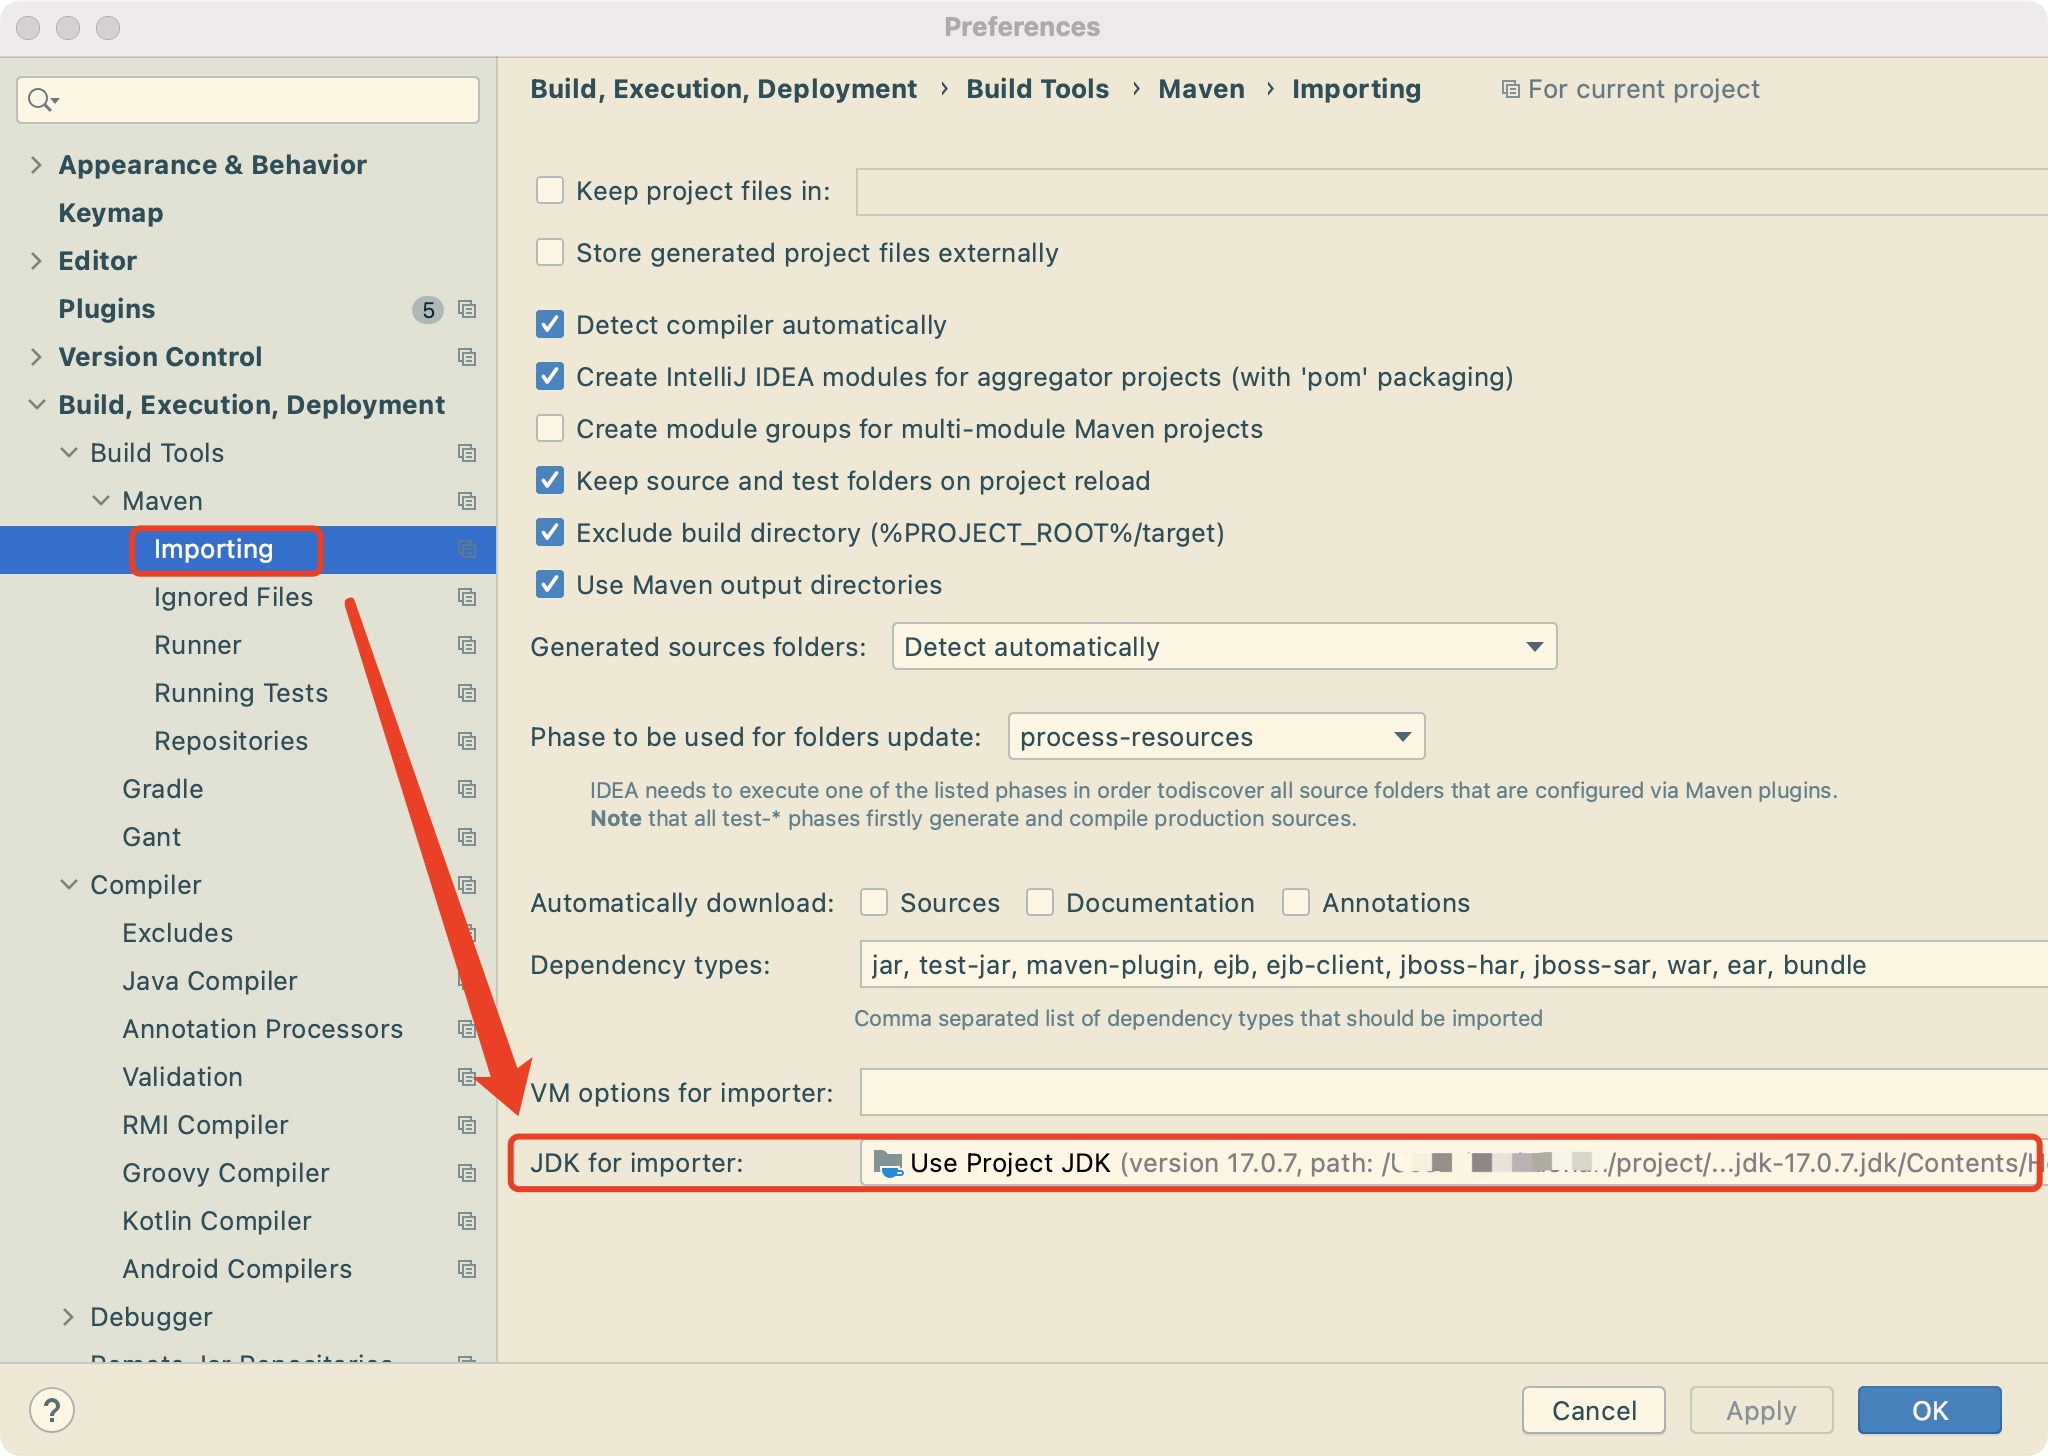 Preferences
Appearance & Behavior
Keymap
Editor
Plugins 5
Version Control
Build, Execution, Deployment
Build Tools
Maven
Importing
Ignored Files
Runner
Running Tests
Repositories
Gradle
Gant
Compiler
Excludes
Java Compiler
Annotation Processors
Validation
RMI Compiler
Groovy Compiler
Kotlin Compiler
Android Compilers
Debugger
Remote Jar Repositories
Build, Execution, Deployment › Build Tools › Maven › Importing For current project
Keep project files in:
Store generated project files externally
Detect compiler automatically
Create IntelliJ IDEA modules for aggregator projects (with 'pom' packaging)
Create module groups for multi-module Maven projects
Keep source and test folders on project reload
Exclude build directory (%PROJECT_ROOT%/target)
Use Maven output directories
Generated sources folders: Detect automatically
Phase to be used for folders update: process-resources
IDEA needs to execute one of the listed phases in order todiscover all source folders that are configured via Maven plugins.
Note that all test-* phases firstly generate and compile production sources.
Automatically download: Sources Documentation Annotations
Dependency types: jar, test-jar, maven-plugin, ejb, ejb-client, jboss-har, jboss-sar, war, ear, bundle
Comma separated list of dependency types that should be imported
VM options for importer:
JDK for importer: Use Project JDK (version 17.0.7, path: /project/...jdk-17.0.7.jdk/Contents/H
? Cancel Apply OK